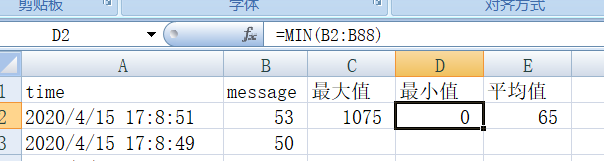 剪贴板 字体 对齐方式
D2 fx =MIN(B2:B88)
A B C D E
1 time message 最大值 最小值 平均值
2 2020/4/15 17:8:51 53 1075 0 65
3 2020/4/15 17:8:49 50